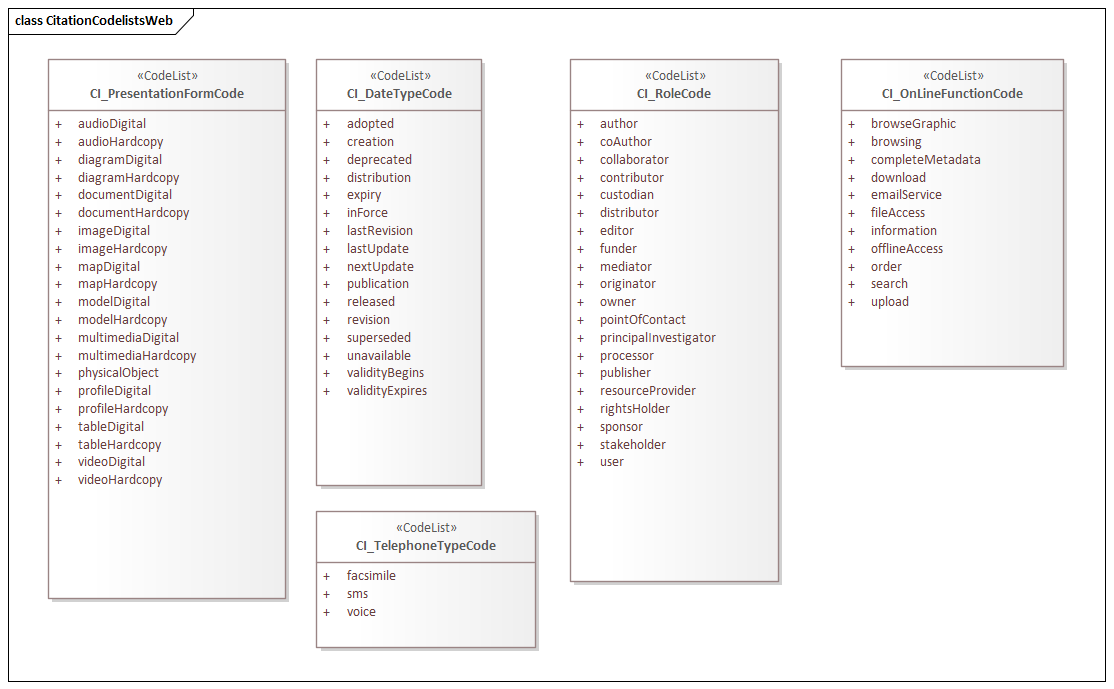 class CitationCodelistsWeb
«CodeList»
CI_PresentationFormCode
+ audioDigital
+ audioHardcopy
+ diagramDigital
+ diagramHardcopy
+ documentDigital
+ documentHardcopy
+ imageDigital
+ imageHardcopy
+ mapDigital
+ mapHardcopy
+ modelDigital
+ modelHardcopy
+ multimediaDigital
+ multimediaHardcopy
+ physicalObject
+ profileDigital
+ profileHardcopy
+ tableDigital
+ tableHardcopy
+ videoDigital
+ videoHardcopy
«CodeList»
CI_DateTypeCode
+ adopted
+ creation
+ deprecated
+ distribution
+ expiry
+ inForce
+ lastRevision
+ lastUpdate
+ nextUpdate
+ publication
+ released
+ revision
+ superseded
+ unavailable
+ validityBegins
+ validityExpires
«CodeList»
CI_TelephoneTypeCode
+ facsimile
+ sms
+ voice
«CodeList»
CI_RoleCode
+ author
+ coAuthor
+ collaborator
+ contributor
+ custodian
+ distributor
+ editor
+ funder
+ mediator
+ originator
+ owner
+ pointOfContact
+ principalInvestigator
+ processor
+ publisher
+ resourceProvider
+ rightsHolder
+ sponsor
+ stakeholder
+ user
«CodeList»
CI_OnLineFunctionCode
+ browseGraphic
+ browsing
+ completeMetadata
+ download
+ emailService
+ fileAccess
+ information
+ offlineAccess
+ order
+ search
+ upload